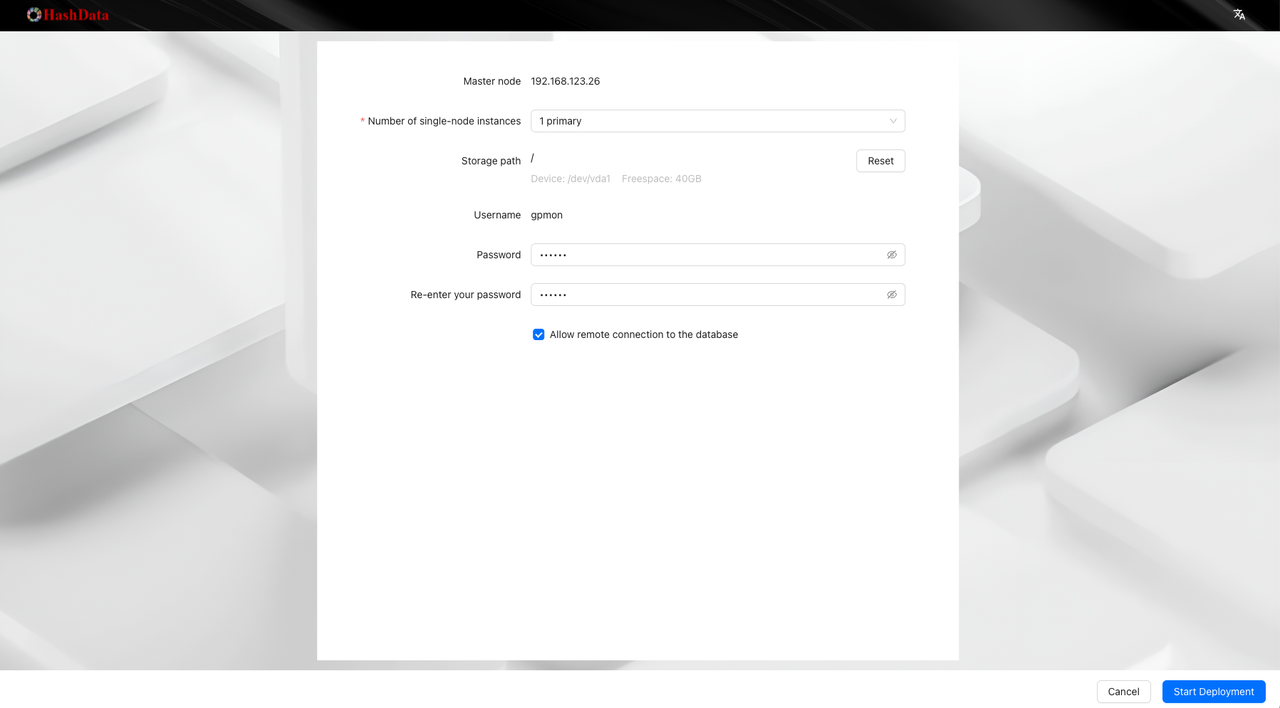 HashData
Master node 192.168.123.26
* Number of single-node instances 1 primary
Storage path / Reset
Device: /dev/vda1 Freespace: 40GB
Username gpmon
Password ••••••
Re-enter your password ••••••
Allow remote connection to the database
Cancel Start Deployment